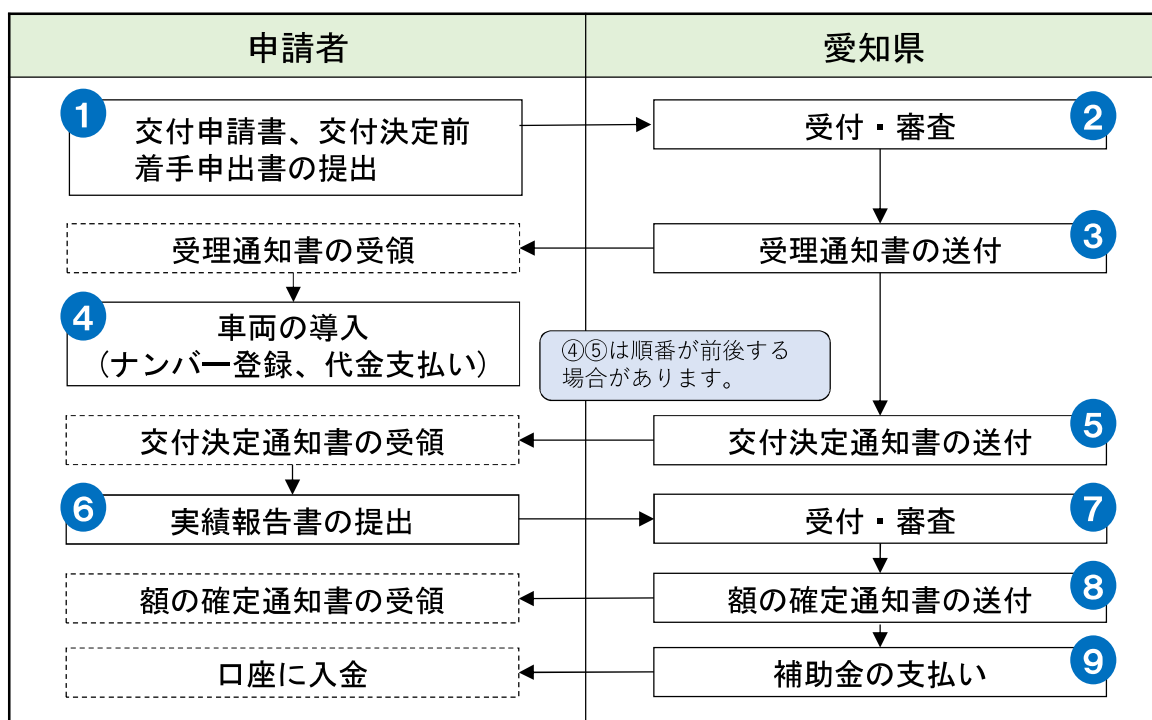 申請者
愛知県
1
交付申請書、交付決定前
着手申出書の提出
2
受付・審査
受理通知書の受領
3
受理通知書の送付
4
車両の導入
(ナンバー登録、代金支払い)
④⑤は順番が前後する
場合があります。
交付決定通知書の受領
5
交付決定通知書の送付
6
実績報告書の提出
7
受付・審査
額の確定通知書の受領
8
額の確定通知書の送付
口座に入金
9
補助金の支払い